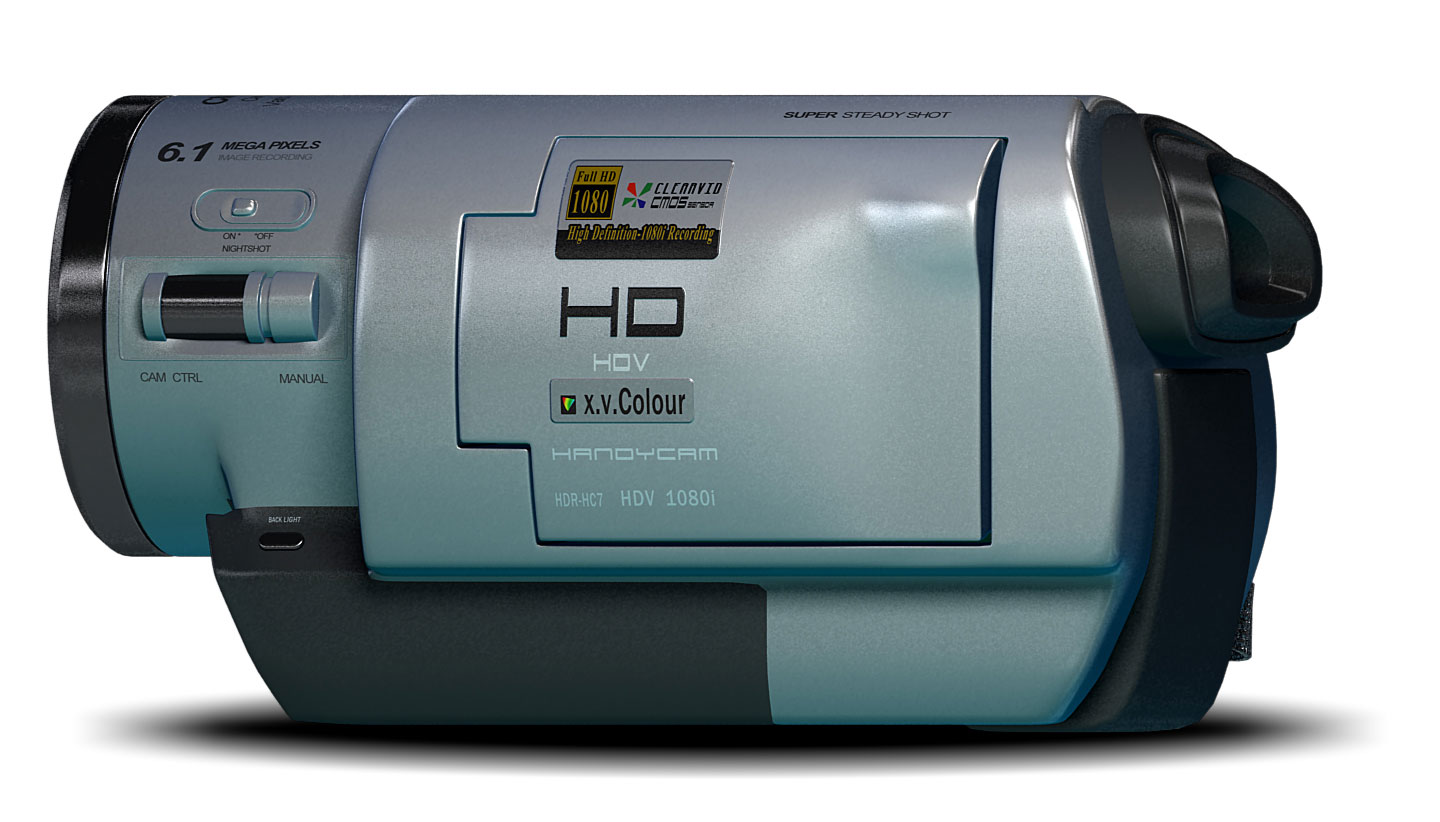 SUPER STEADY SHOT
6.1 MEGA PIXELS
IMAGE RECORDING
Full HD
1080
CLEARVID
CMOS SENSOR
High Definition-1080i Recording
ON * *OFF
NIGHTSHOT
HD
HDV
x.v.Colour
CAM CTRL MANUAL
HANDYCAM
HDR-HC7 HDV 1080i
BACK LIGHT